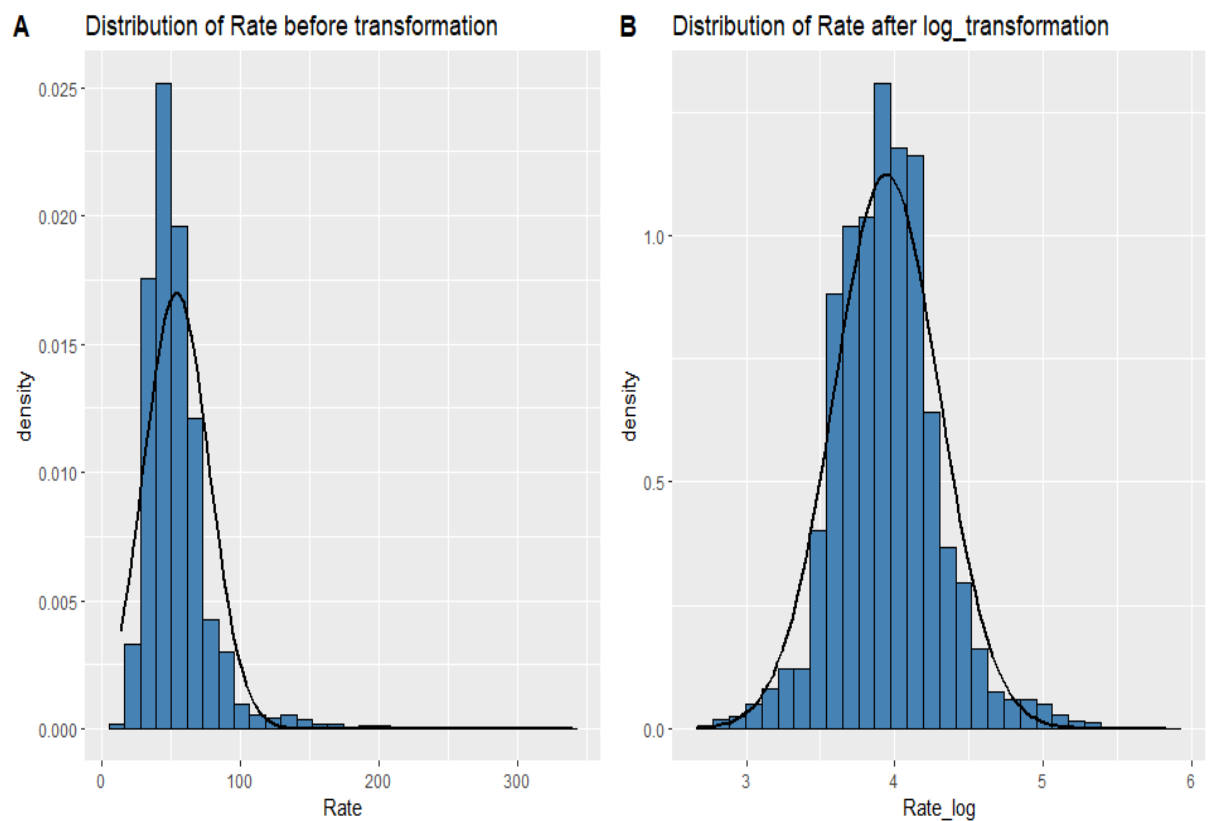 A Distribution of Rate before transformation
0.025
0.020
0.015
0.010
0.005
0.000
density
0 100 200 300
Rate
B Distribution of Rate after log_transformation
1.0
0.5
0.0
density
3 4 5 6
Rate_log